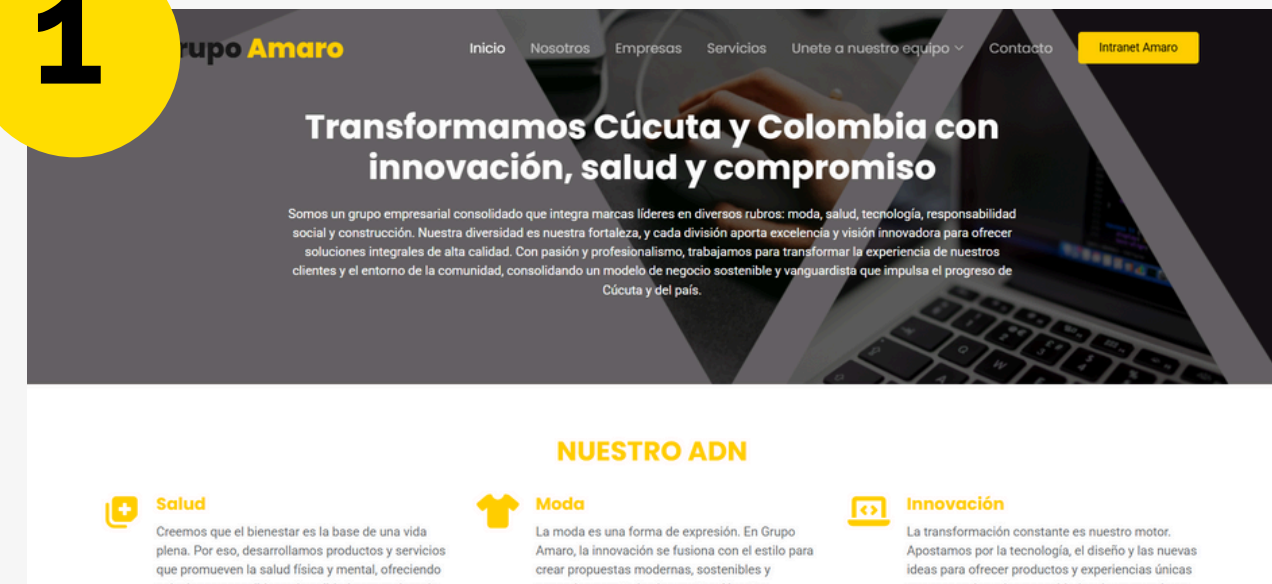 1
rupo Amaro
Inicio Nosotros Empresas Servicios Unete a nuestro equipo Contacto Intranet Amaro
Transformamos Cúcuta y Colombia con
innovación, salud y compromiso
Somos un grupo empresarial consolidado que integra marcas líderes en diversos rubros: moda, salud, tecnología, responsabilidad
social y construcción. Nuestra diversidad es nuestra fortaleza, y cada división aporta excelencia y visión innovadora para ofrecer
soluciones integrales de alta calidad. Con pasión y profesionalismo, trabajamos para transformar la experiencia de nuestros
clientes y el entorno de la comunidad, consolidando un modelo de negocio sostenible y vanguardista que impulsa el progreso de
Cúcuta y del país.
NUESTRO ADN
Salud
Creemos que el bienestar es la base de una vida
plena. Por eso, desarrollamos productos y servicios
que promueven la salud física y mental, ofreciendo
Moda
La moda es una forma de expresión. En Grupo
Amaro, la innovación se fusiona con el estilo para
crear propuestas modernas, sostenibles y
Innovación
La transformación constante es nuestro motor.
Apostamos por la tecnología, el diseño y las nuevas
ideas para ofrecer productos y experiencias únicas